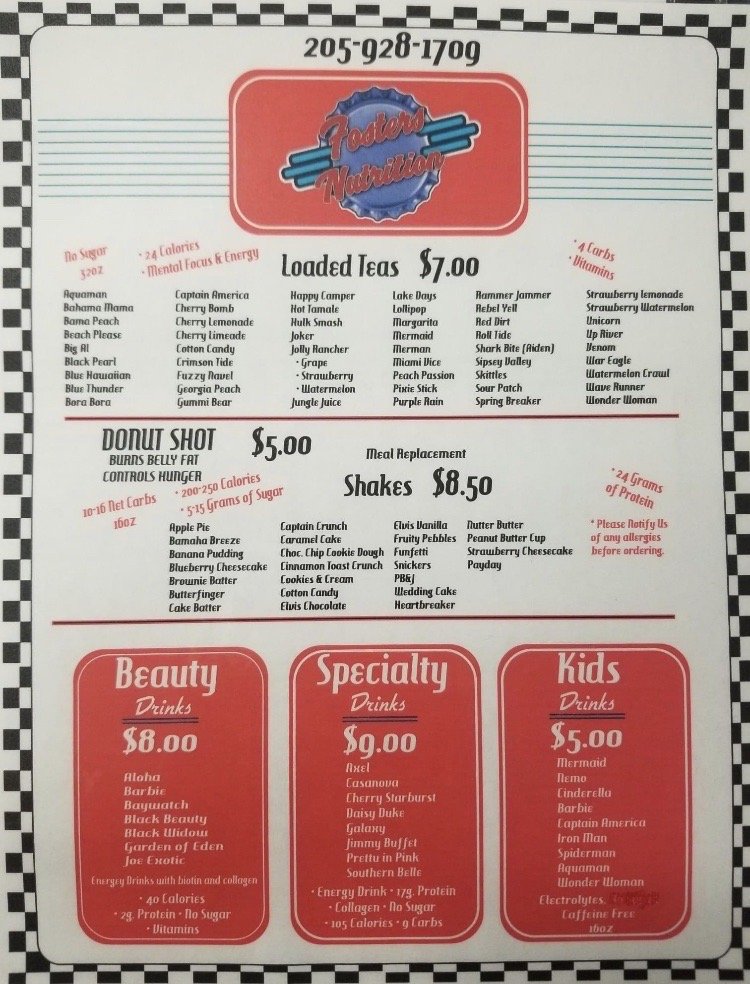 205-928-1709
Fosters
Nutrition
No Sugar
32oz
• 24 Calories
• Mental Focus & Energy
Loaded Teas $7.00
• 4 Carbs
• Vitamins
Aquaman
Bahama Mama
Bama Peach
Beach Please
Big Al
Black Pearl
Blue Hawaiian
Blue Thunder
Bora Bora
Captain America
Cherry Bomb
Cherry Lemonade
Cherry Limeade
Cotton Candy
Crimson Tide
Fuzzy Navel
Georgia Peach
Gummi Bear
Happy Camper
Hot Tamale
Hulk Smash
Joker
Jolly Rancher
• Grape
• Strawberry
• Watermelon
Jungle Juice
Lake Days
Lollipop
Margarita
Mermaid
Merman
Miami Vice
Peach Passion
Pixie Stick
Purple Rain
Rammer Jammer
Rebel Yell
Red Dirt
Roll Tide
Shark Bite (Aiden)
Sipsey Valley
Skittles
Sour Patch
Spring Breaker
Strawberry lemonade
Strawberry Watermelon
Unicorn
Up River
Venom
War Eagle
Watermelon Crawl
Wave Runner
Wonder Woman
DONUT SHOT $5.00
BURNS BELLY FAT
CONTROLS HUNGER
Meal Replacement
Shakes $8.50
10-16 Net Carbs
16oz
• 200-250 Calories
• 5-15 Grams of Sugar
• 24 Grams
of Protein
* Please Notify Us
of any allergies
before ordering.
Apple Pie
Bamaha Breeze
Banana Pudding
Blueberry Cheesecake
Brownie Batter
Butterfinger
Cake Batter
Captain Crunch
Caramel Cake
Choc. Chip Cookie Dough
Cinnamon Toast Crunch
Cookies & Cream
Cotton Candy
Elvis Chocolate
Elvis Vanilla
Fruity Pebbles
Funfetti
Snickers
PB&J
Wedding Cake
Heartbreaker
Nutter Butter
Peanut Butter Cup
Strawberry Cheesecake
Payday
Beauty
Drinks
$8.00
Aloha
Barbie
Baywatch
Black Beauty
Black Widow
Garden of Eden
Joe Exotic
Energey Drinks with biotin and collagen
• 40 Calories
• 2g. Protein • No Sugar
• Vitamins
Specialty
Drinks
$9.00
Axel
Casanova
Cherry Starburst
Daisy Duke
Galaxy
Jimmy Buffet
Prettu in Pink
Southern Belle
• Energy Drink • 17g. Protein
• Collagen • No Sugar
• 105 Calories • 9 Carbs
Kids
Drinks
$5.00
Mermaid
Nemo
Cinderella
Barbie
Captain America
Iron Man
Spiderman
Aquaman
Wonder Woman
Electrolytes.
Caffeine Free
16oz